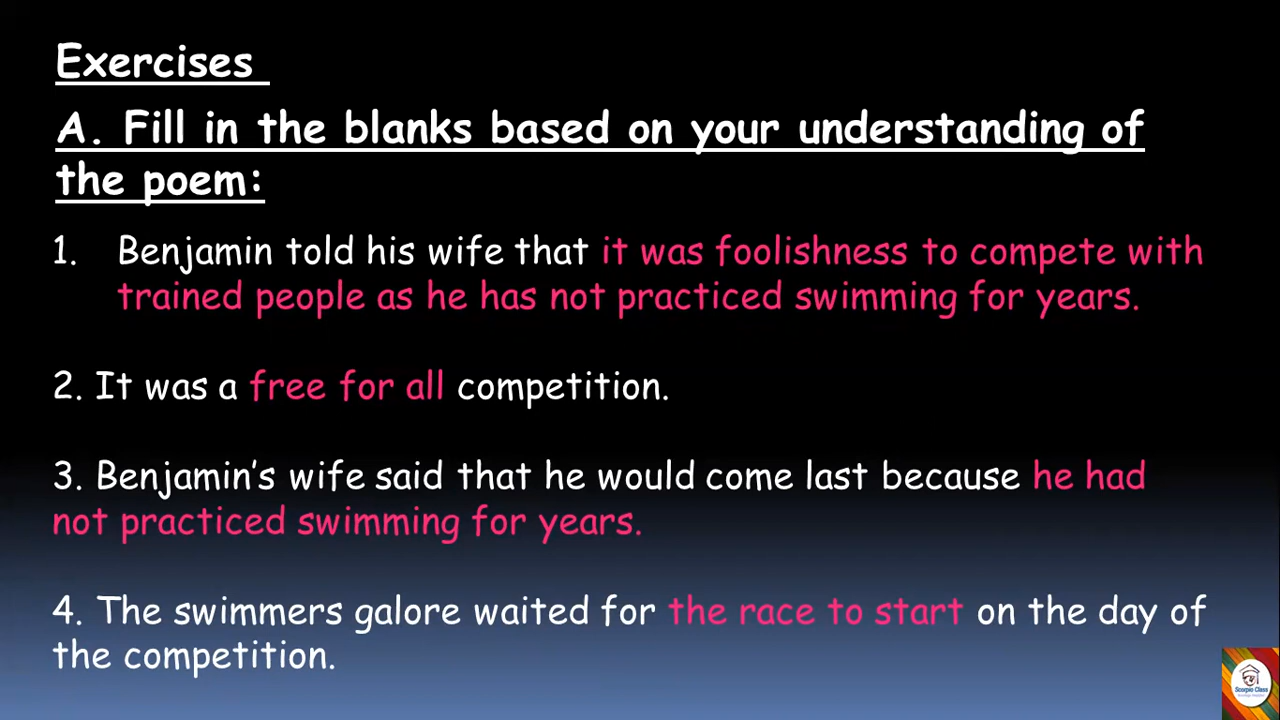 Exercises
A. Fill in the blanks based on your understanding of
the poem:
1. Benjamin told his wife that it was foolishness to compete with
trained people as he has not practiced swimming for years.
2. It was a free for all competition.
3. Benjamin’s wife said that he would come last because he had
not practiced swimming for years.
4. The swimmers galore waited for the race to start on the day of
the competition.
Scorpio Class